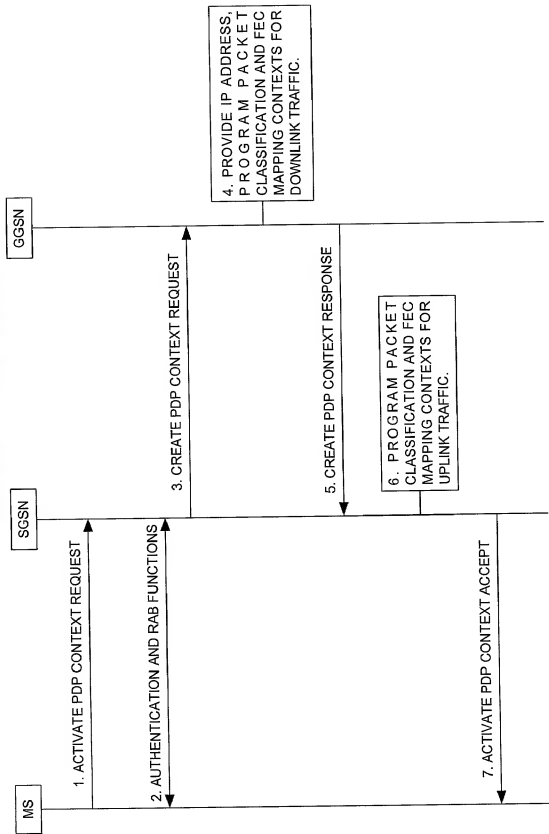 MS
SGSN
GGSN
1. ACTIVATE PDP CONTEXT REQUEST
2. AUTHENTICATION AND RAB FUNCTIONS
3. CREATE PDP CONTEXT REQUEST
4. PROVIDE IP ADDRESS,
PROGRAM PACKET
CLASSIFICATION AND FEC
MAPPING CONTEXTS FOR
DOWNLINK TRAFFIC.
5. CREATE PDP CONTEXT RESPONSE
6. PROGRAM PACKET
CLASSIFICATION AND FEC
MAPPING CONTEXTS FOR
UPLINK TRAFFIC.
7. ACTIVATE PDP CONTEXT ACCEPT